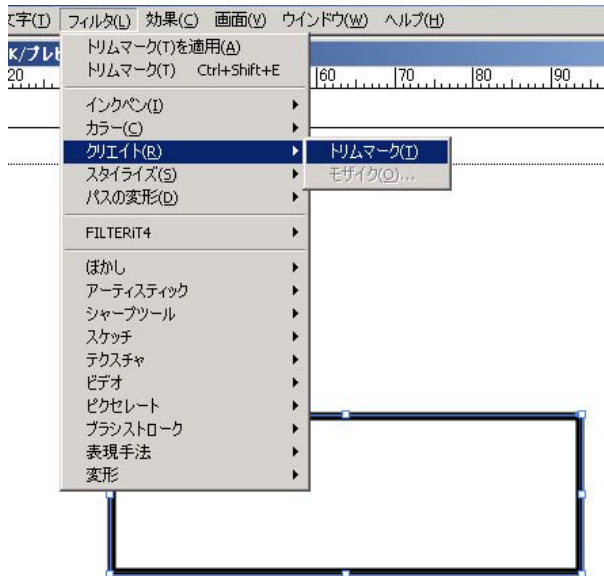 文字(T) フィルタ(L) 効果(C) 画面(V) ウインドウ(W) ヘルプ(H)
K/プレビ
20 60 70 80 90
トリムマーク(T)を適用(A)
トリムマーク(T) Ctrl+Shift+E
インクペン(I)
カラー(C)
クリエイト(R)
トリムマーク(T)
スタイライズ(S)
モザイク(O)...
パスの変形(D)
FILTERiT4
ぼかし
アーティスティック
シャープツール
スケッチ
テクスチャ
ビデオ
ピクセレート
ブラシストローク
表現手法
変形